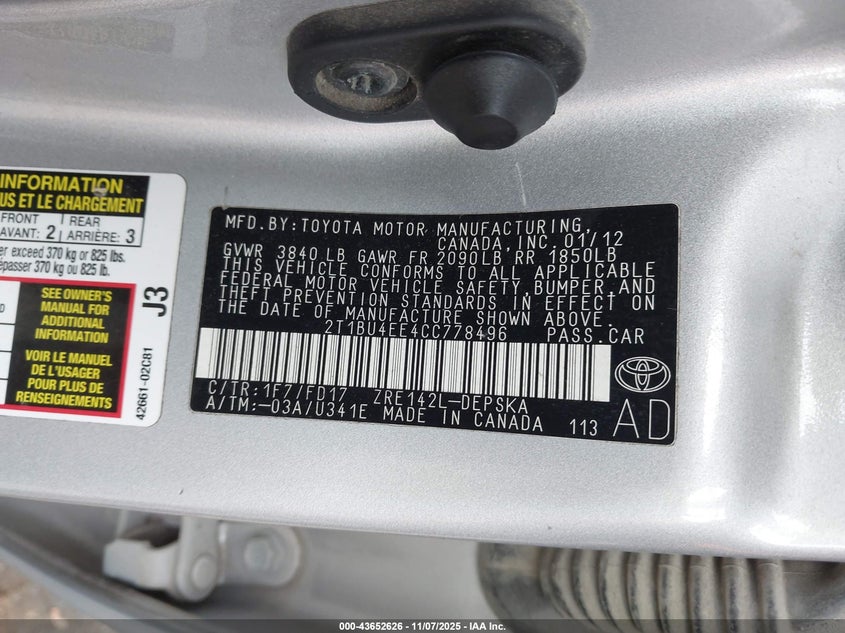 INFORMATION
US ET LE CHARGEMENT
FRONT
AVANT: 2
REAR
ARRIÈRE: 3
er exceed 370 kg or 825 lbs.
épasser 370 kg ou 825 lb.
SEE OWNER'S
MANUAL FOR
ADDITIONAL
INFORMATION
VOIR LE MANUEL
DE L'USAGER
POUR PLUS DE
RENSEIGNEMENTS
J3
42661-02C81
MFD.BY:TOYOTA MOTOR MANUFACTURING,
CANADA, INC. 01/12
GVWR 3840 LB GAWR FR 2090LB RR 1850LB
THIS VEHICLE CONFORMS TO ALL APPLICABLE
FEDERAL MOTOR VEHICLE SAFETY, BUMPER, AND
THEFT PREVENTION STANDARDS IN EFFECT ON
THE DATE OF MANUFACTURE SHOWN ABOVE.
2T1BU4EE4CC778496 PASS.CAR
C/TR:1F7/FD17 ZRE142L-DEPSKA
A/TM:-03A/U341E MADE IN CANADA 113
AD
000-43652626 - 11/07/2025 - IAA Inc.